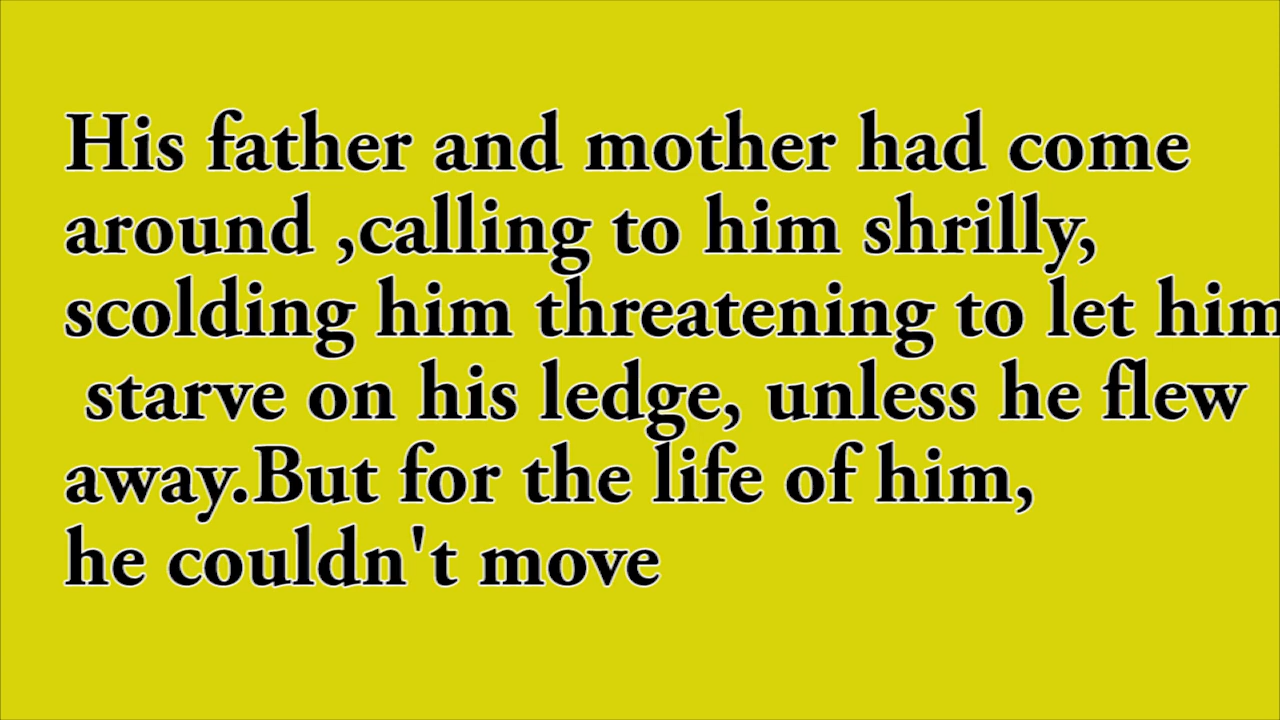 His father and mother had come
around ,calling to him shrilly,
scolding him threatening to let him
starve on his ledge, unless he flew
away.But for the life of him,
he couldn't move